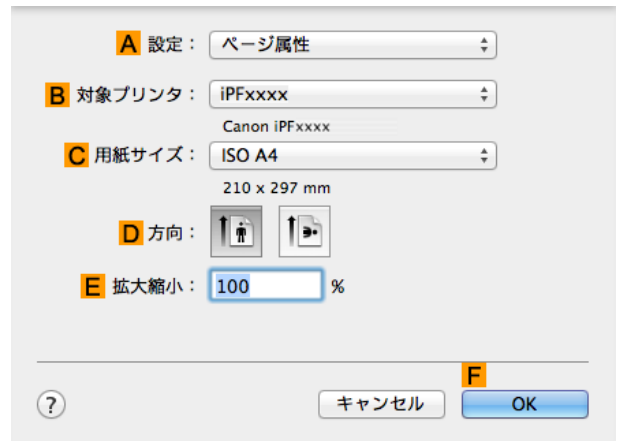 A 設定： ページ属性
B 対象プリンタ： iPFxxxx
Canon iPFxxxx
C 用紙サイズ： ISO A4
210 x 297 mm
D 方向：
E 拡大縮小： 100 %
F
? キャンセル OK